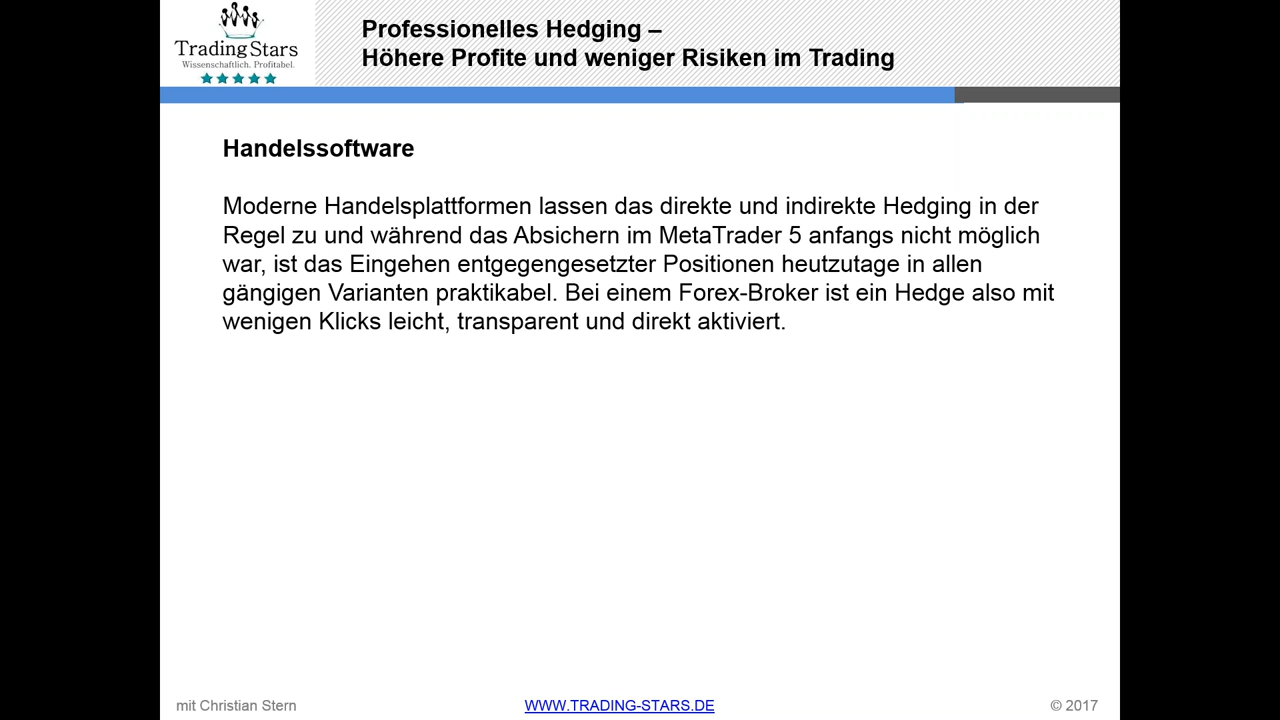 Trading Stars
Wissenschaftlich. Profitabel.
Professionelles Hedging –
Höhere Profite und weniger Risiken im Trading
Handelssoftware
Moderne Handelsplattformen lassen das direkte und indirekte Hedging in der
Regel zu und während das Absichern im MetaTrader 5 anfangs nicht möglich
war, ist das Eingehen entgegengesetzter Positionen heutzutage in allen
gängigen Varianten praktikabel. Bei einem Forex-Broker ist ein Hedge also mit
wenigen Klicks leicht, transparent und direkt aktiviert.
mit Christian Stern
WWW.TRADING-STARS.DE
© 2017